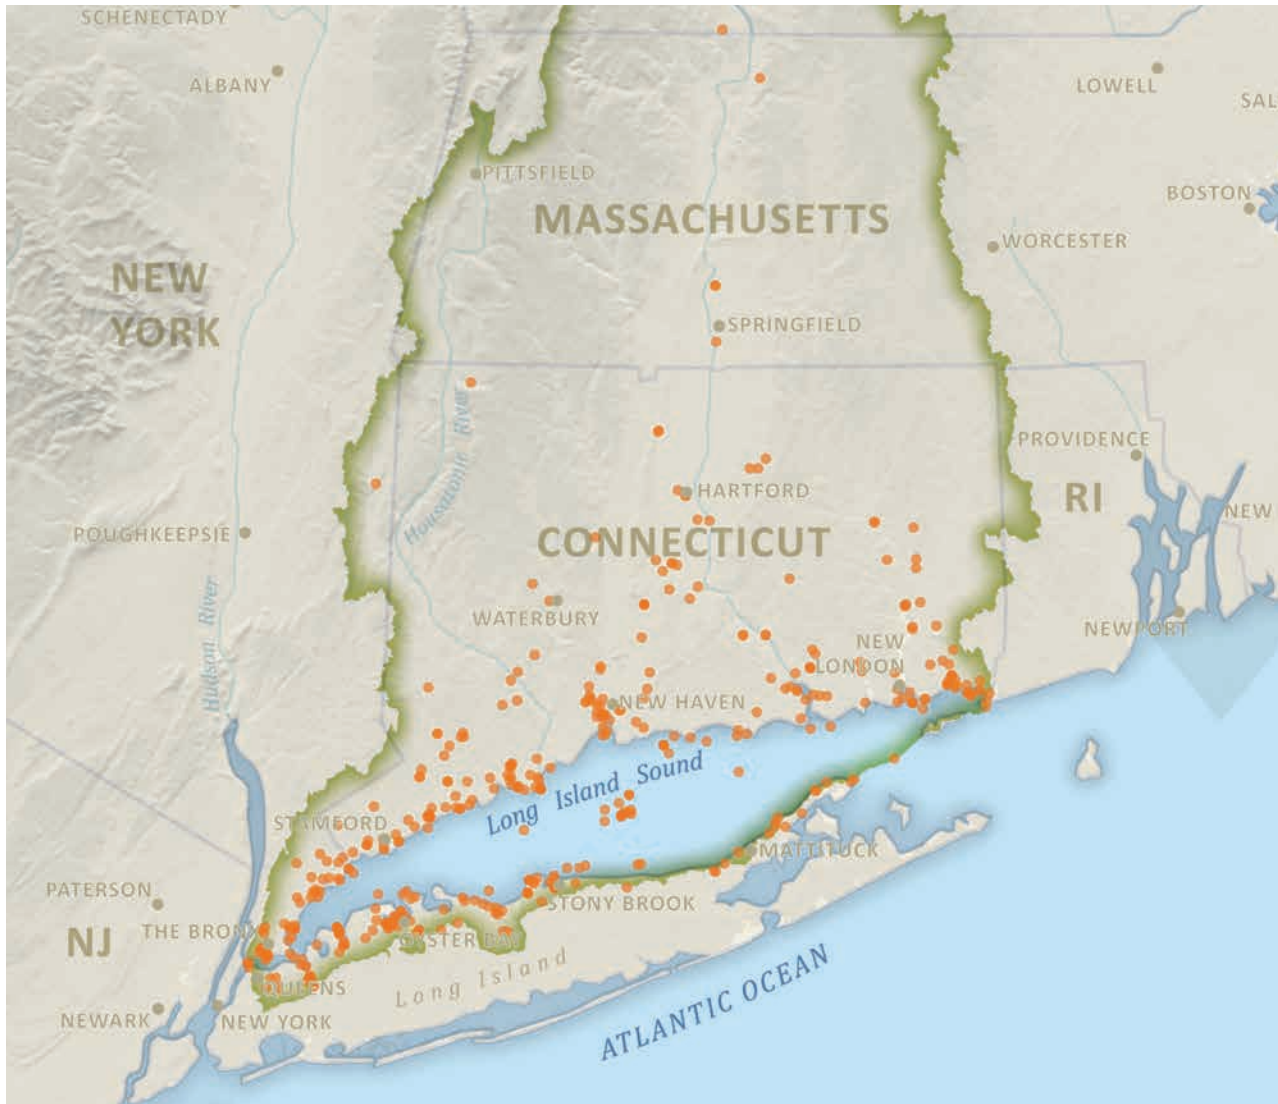 SCHENECTADY
ALBANY
LOWELL
SAL
PITTSFIELD
BOSTON
MASSACHUSETTS
WORCESTER
NEW
YORK
SPRINGFIELD
Housatonic River
PROVIDENCE
HARTFORD
RI
NEW
POUGHKEEPSIE
CONNECTICUT
Hudson River
WATERBURY
NEWPORT
NEW
LONDON
NEW HAVEN
Long Island Sound
STAMFORD
MATTITUCK
PATERSON
STONY BROOK
THE BRONX
NJ
OYSTER BAY
Long Island
QUEENS
ATLANTIC OCEAN
NEWARK
NEW YORK